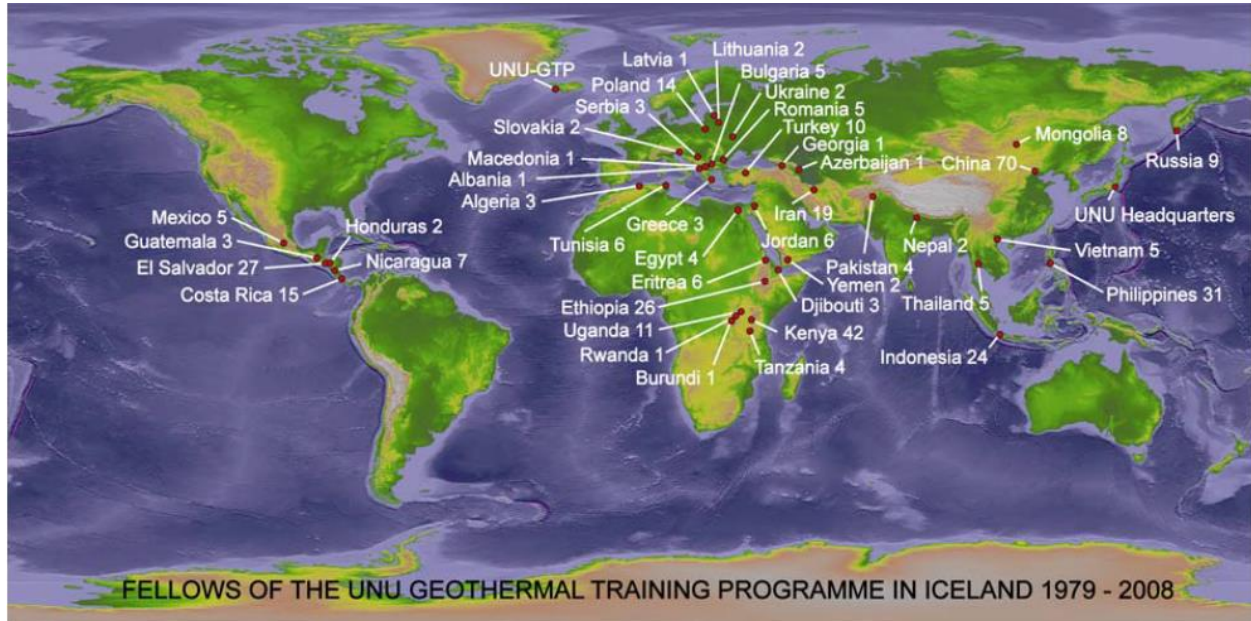 Lithuania 2
Latvia 1
Bulgaria 5
UNU-GTP
Poland 14
Ukraine 2
Serbia 3
Romania 5
Slovakia 2
Turkey 10
Georgia 1
Mongolia 8
Macedonia 1
Azerbaijan 1
China 70
Russia 9
Albania 1
Algeria 3
Mexico 5
Honduras 2
Greece 3
Iran 19
UNU Headquarters
Guatemala 3
Tunisia 6
Jordan 6
Nepal 2
Vietnam 5
El Salvador 27
Nicaragua 7
Egypt 4
Pakistan 4
Eritrea 6
Yemen 2
Costa Rica 15
Ethiopia 26
Djibouti 3
Thailand 5
Philippines 31
Uganda 11
Kenya 42
Rwanda 1
Indonesia 24
Burundi 1
Tanzania 4
FELLOWS OF THE UNU GEOTHERMAL TRAINING PROGRAMME IN ICELAND 1979 - 2008